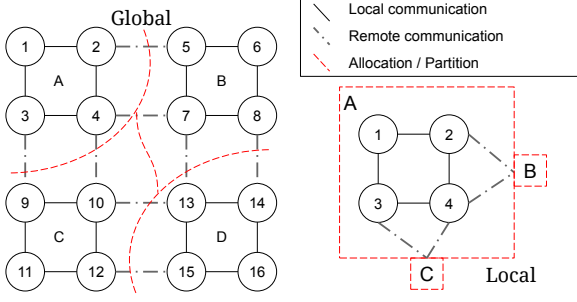 Global
1 2 5 6
A B
3 4 7 8
9 10 13 14
C D
11 12 15 16
Local communication
Remote communication
Allocation / Partition
A
1 2
B
3 4
C
Local